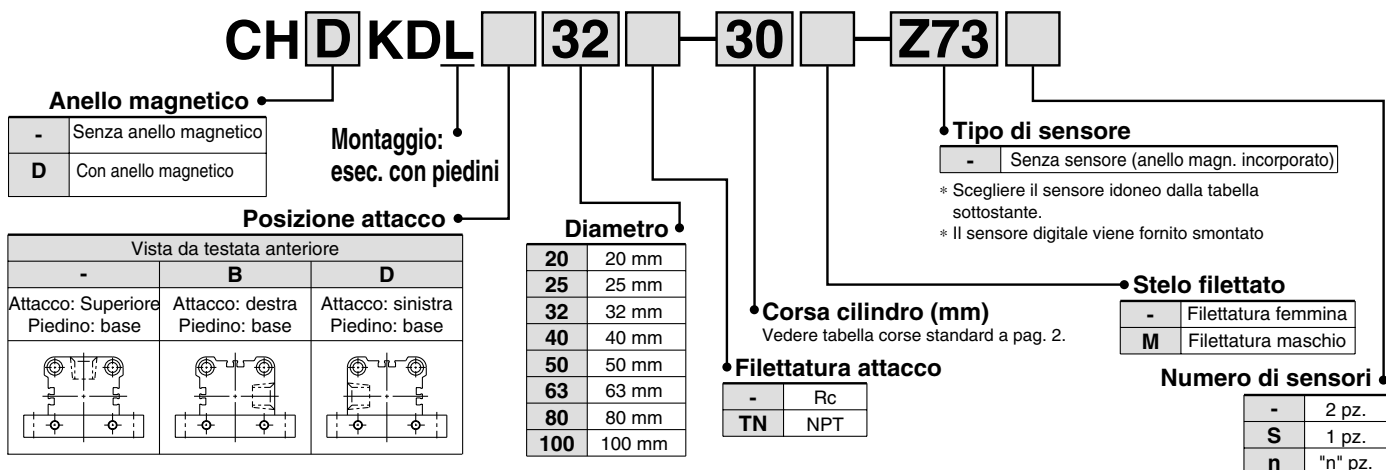 CH D KDL 32 - 30 - Z73
Anello magnetico
- Senza anello magnetico
D Con anello magnetico
Montaggio:
esec. con piedini
Posizione attacco
Vista da testata anteriore
- B D
Attacco: Superiore Attacco: destra Attacco: sinistra
Piedino: base Piedino: base Piedino: base
Diametro
20 20 mm
25 25 mm
32 32 mm
40 40 mm
50 50 mm
63 63 mm
80 80 mm
100 100 mm
Corsa cilindro (mm)
Vedere tabella corse standard a pag. 2.
Filettatura attacco
- Rc
TN NPT
Tipo di sensore
- Senza sensore (anello magn. incorporato)
* Scegliere il sensore idoneo dalla tabella
sottostante.
* Il sensore digitale viene fornito smontato
Stelo filettato
- Filettatura femmina
M Filettatura maschio
Numero di sensori
- 2 pz.
S 1 pz.
n "n" pz.